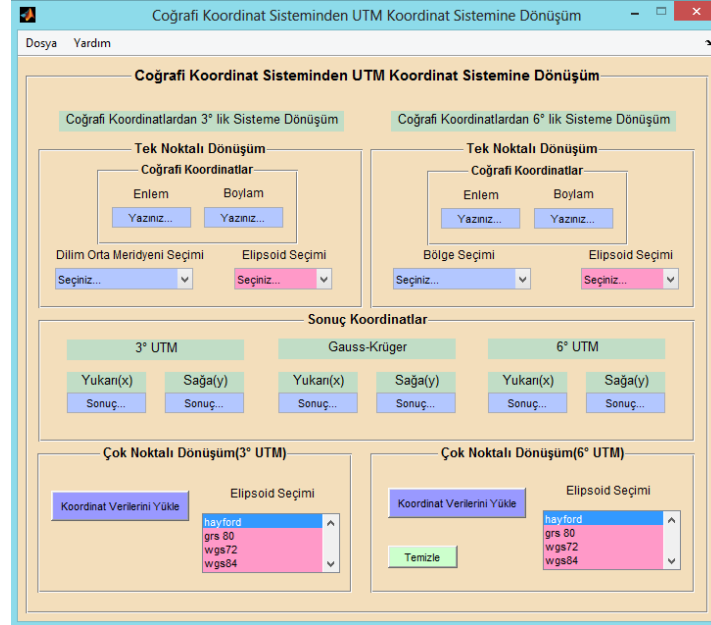 Coğrafi Koordinat Sisteminden UTM Koordinat Sistemine Dönüşüm
Dosya Yardım
Coğrafi Koordinat Sisteminden UTM Koordinat Sistemine Dönüşüm
Coğrafi Koordinatlardan 3° lik Sisteme Dönüşüm
Coğrafi Koordinatlardan 6° lik Sisteme Dönüşüm
Tek Noktalı Dönüşüm
Coğrafi Koordinatlar
Enlem Boylam
Yazınız... Yazınız...
Dilim Orta Meridyeni Seçimi Elipsoid Seçimi
Seçiniz... Seçiniz...
Tek Noktalı Dönüşüm
Coğrafi Koordinatlar
Enlem Boylam
Yazınız... Yazınız...
Bölge Seçimi Elipsoid Seçimi
Seçiniz... Seçiniz...
Sonuç Koordinatlar
3° UTM Gauss-Krüger 6° UTM
Yukarı(x) Sağa(y) Yukarı(x) Sağa(y) Yukarı(x) Sağa(y)
Sonuç... Sonuç... Sonuç... Sonuç... Sonuç... Sonuç...
Çok Noktalı Dönüşüm(3° UTM)
Koordinat Verilerini Yükle
Elipsoid Seçimi
hayford
grs 80
wgs72
wgs84
Çok Noktalı Dönüşüm(6° UTM)
Koordinat Verilerini Yükle
Temizle
Elipsoid Seçimi
hayford
grs 80
wgs72
wgs84